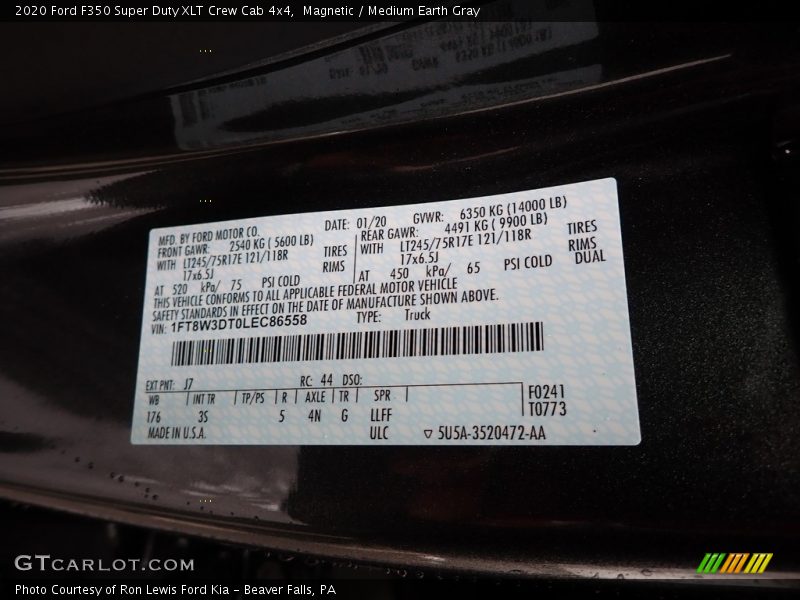 2020 Ford F350 Super Duty XLT Crew Cab 4x4, Magnetic / Medium Earth Gray
MFD. BY FORD MOTOR CO. DATE: 01/20 GVWR: 6350 KG (14000 LB)
FRONT GAWR: 2540 KG ( 5600 LB) REAR GAWR: 4491 KG ( 9900 LB)
WITH LT245/75R17E 121/118R TIRES WITH LT245/75R17E 121/118R TIRES
17x6.5J RIMS 17x6.5J RIMS
AT 520 kPa/ 75 PSI COLD AT 450 kPa/ 65 PSI COLD DUAL
THIS VEHICLE CONFORMS TO ALL APPLICABLE FEDERAL MOTOR VEHICLE
SAFETY STANDARDS IN EFFECT ON THE DATE OF MANUFACTURE SHOWN ABOVE.
VIN: 1FT8W3DT0LEC86558 TYPE: Truck
EXT PNT: J7 RC: 44 DSO:
WB INT TR TP/PS R AXLE TR SPR F0241
176 3S 5 4N G LLFF T0773
MADE IN U.S.A. ULC 5U5A-3520472-AA
GTCARLOT.COM
Photo Courtesy of Ron Lewis Ford Kia - Beaver Falls, PA